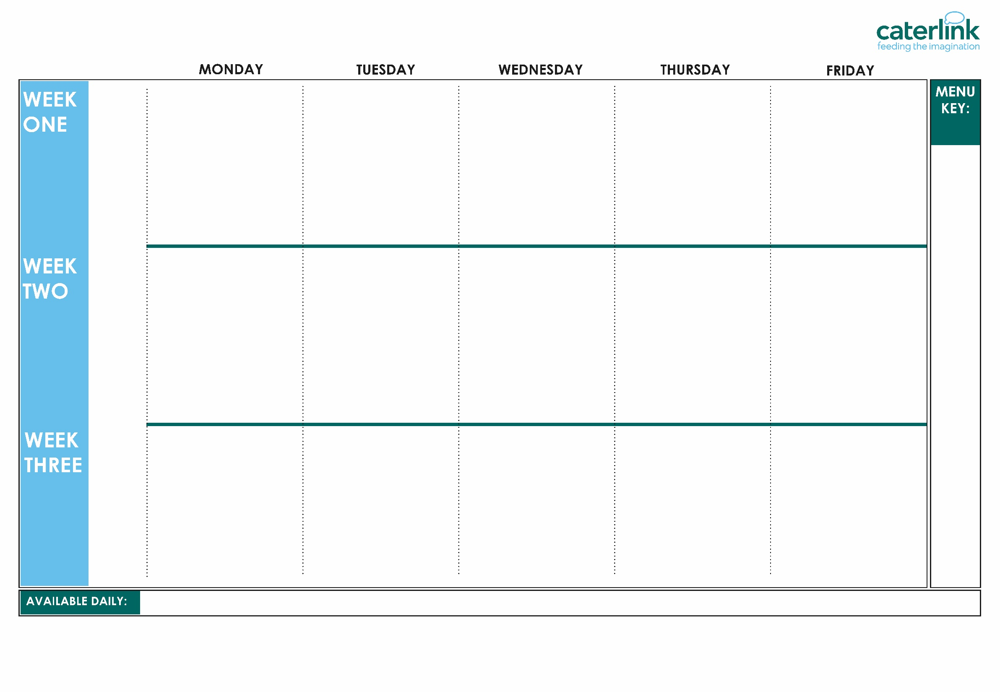 caterlink
feeding the imagination
MONDAY TUESDAY WEDNESDAY THURSDAY FRIDAY
WEEK
ONE
MENU
KEY:
WEEK
TWO
WEEK
THREE
AVAILABLE DAILY: